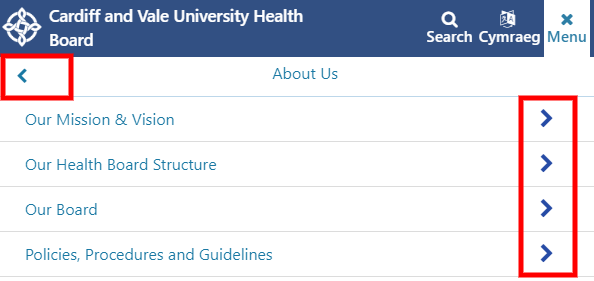 Cardiff and Vale University Health
Board
Search Cymraeg Menu
About Us
Our Mission & Vision
Our Health Board Structure
Our Board
Policies, Procedures and Guidelines